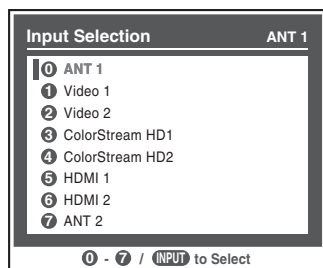 Input Selection ANT 1
0 ANT 1
1 Video 1
2 Video 2
3 ColorStream HD1
4 ColorStream HD2
5 HDMI 1
6 HDMI 2
7 ANT 2
0 - 7 / INPUT to Select